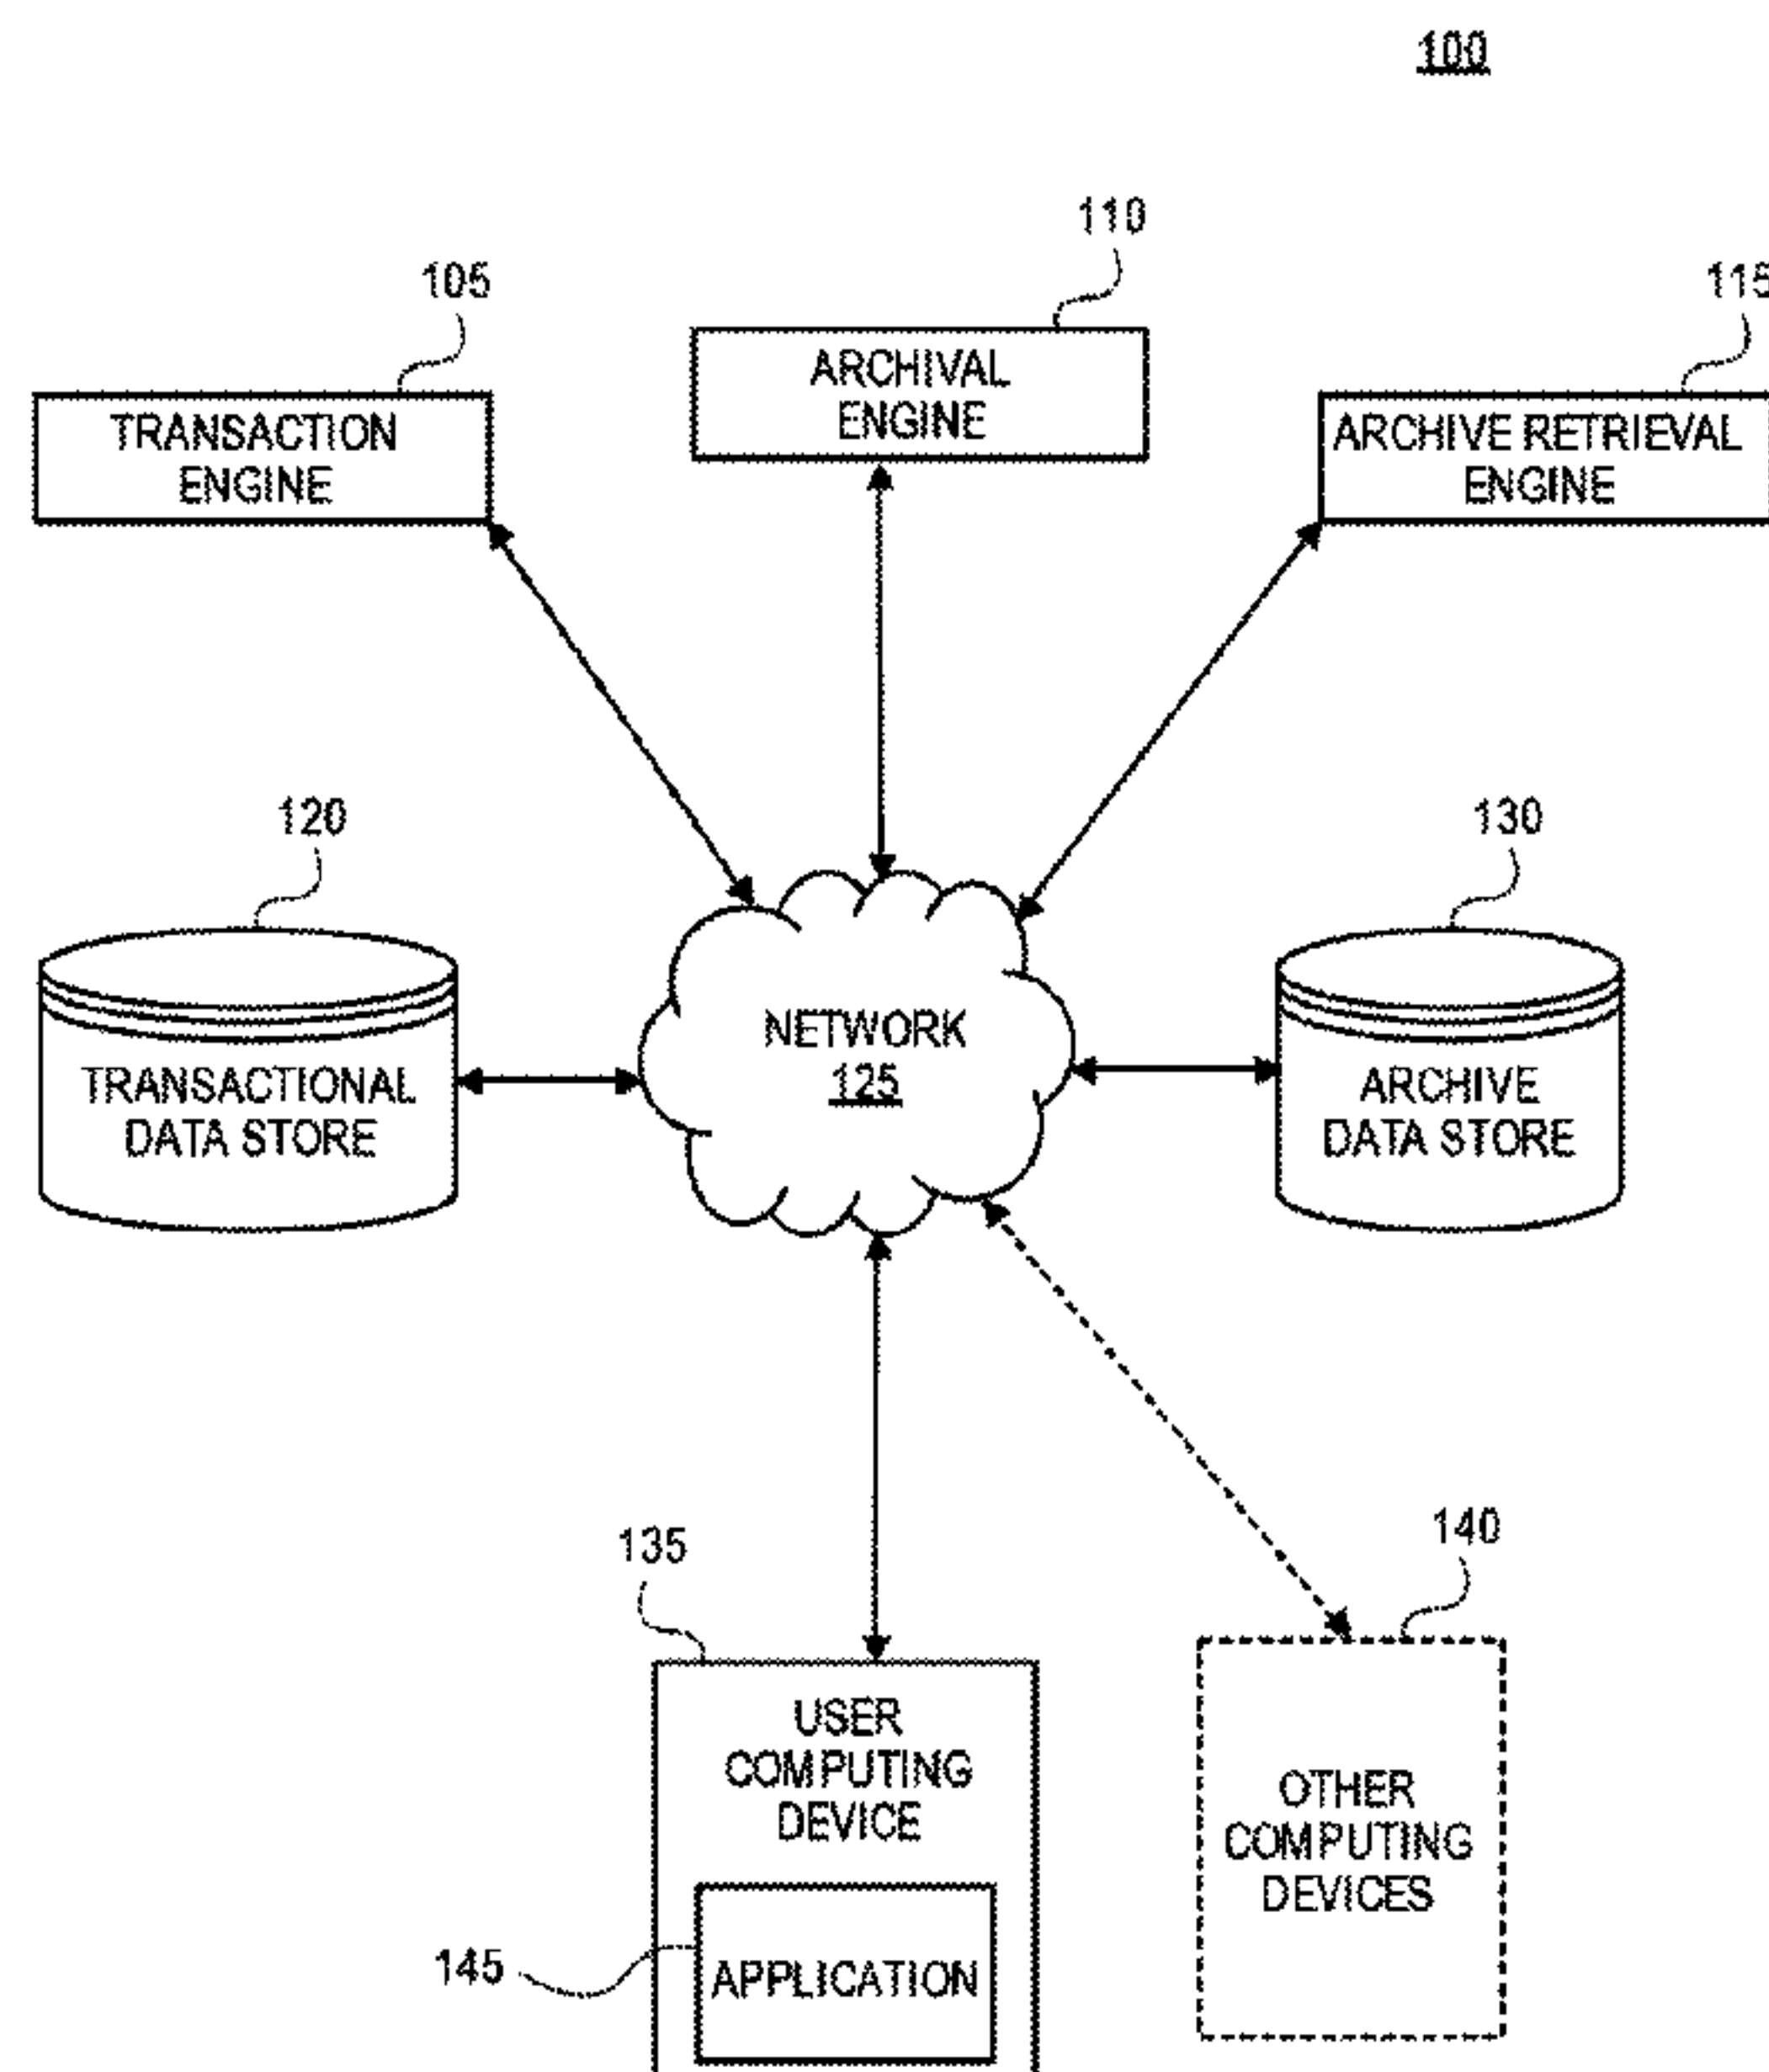 100
110
105
115
ARCHIVAL
ENGINE
TRANSACTION
ENGINE
ARCHIVE RETRIEVAL
ENGINE
120
130
NETWORK
125
TRANSACTIONAL
DATA STORE
ARCHIVE
DATA STORE
135
140
USER
COMPUTING
DEVICE
OTHER
COMPUTING
DEVICES
145
APPLICATION